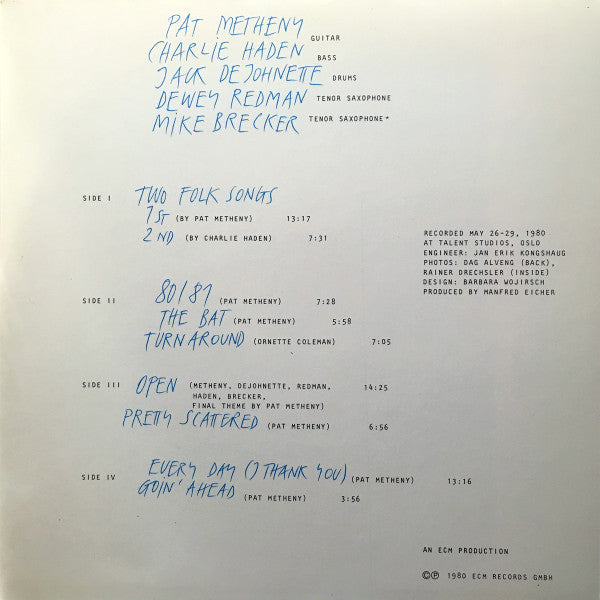 PAT METHENY GUITAR
CHARLIE HADEN BASS
JACK DEJOHNETTE DRUMS
DEWEY REDMAN TENOR SAXOPHONE
MIKE BRECKER TENOR SAXOPHONE*
SIDE I TWO FOLK SONGS
1ST (BY PAT METHENY) 13:17
2ND (BY CHARLIE HADEN) 7:31
RECORDED MAY 26-29, 1980
AT TALENT STUDIOS, OSLO
ENGINEER: JAN ERIK KONGSHAUG
PHOTOS: DAG ALVENG (BACK),
RAINER DRECHSLER (INSIDE)
DESIGN: BARBARA WOJIRSCH
PRODUCED BY MANFRED EICHER
SIDE II 80/81 (PAT METHENY) 7:28
THE BAT (PAT METHENY) 5:58
TURNAROUND (ORNETTE COLEMAN) 7:05
SIDE III OPEN (METHENY, DEJOHNETTE, REDMAN, 14:25
HADEN, BRECKER,
FINAL THEME BY PAT METHENY)
PRETTY SCATTERED (PAT METHENY) 6:56
SIDE IV EVERY DAY (I THANK YOU) (PAT METHENY) 13:16
GOIN' AHEAD (PAT METHENY) 3:56
AN ECM PRODUCTION
©℗ 1980 ECM RECORDS GMBH